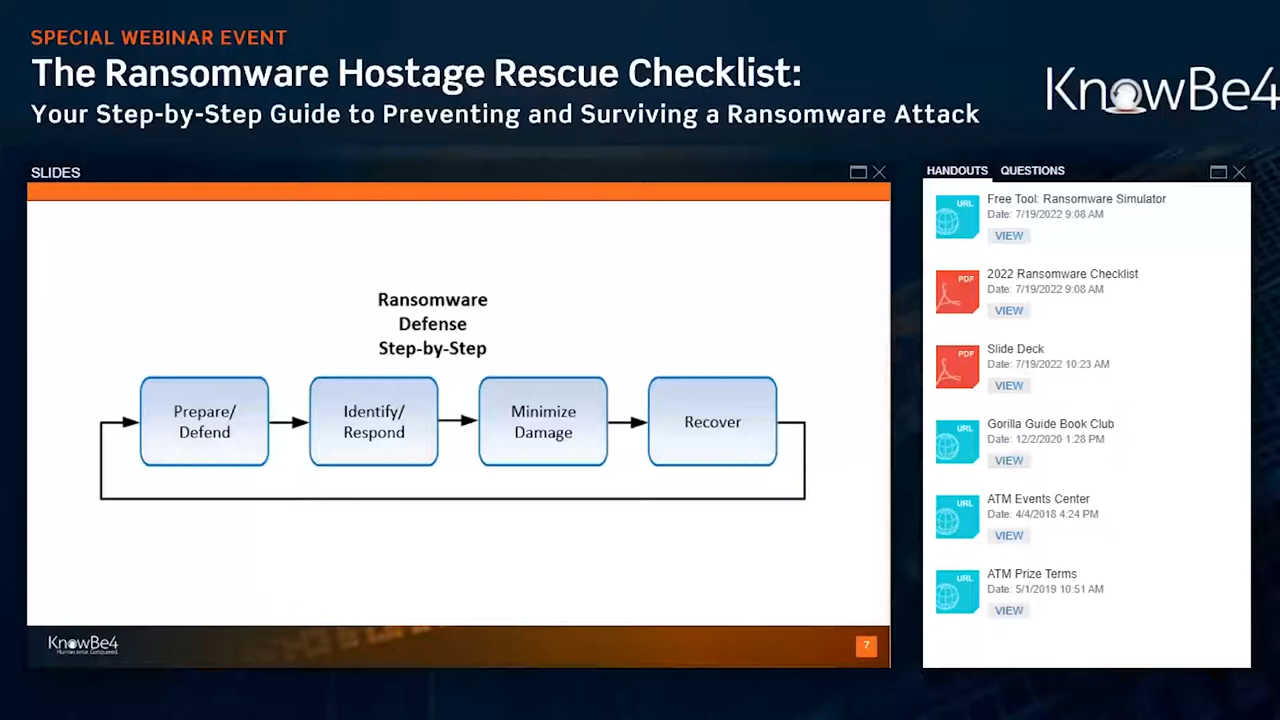 SPECIAL WEBINAR EVENT
The Ransomware Hostage Rescue Checklist:
Your Step-by-Step Guide to Preventing and Surviving a Ransomware Attack
KnowBe4
SLIDES
Ransomware
Defense
Step-by-Step
Prepare/
Defend
Identify/
Respond
Minimize
Damage
Recover
KnowBe4
Human error. Conquered.
7
HANDOUTS QUESTIONS
URL
Free Tool: Ransomware Simulator
Date: 7/19/2022 9:08 AM
VIEW
PDF
2022 Ransomware Checklist
Date: 7/19/2022 9:08 AM
VIEW
PDF
Slide Deck
Date: 7/19/2022 10:23 AM
VIEW
URL
Gorilla Guide Book Club
Date: 12/2/2020 1:28 PM
VIEW
URL
ATM Events Center
Date: 4/4/2018 4:24 PM
VIEW
URL
ATM Prize Terms
Date: 5/1/2019 10:51 AM
VIEW